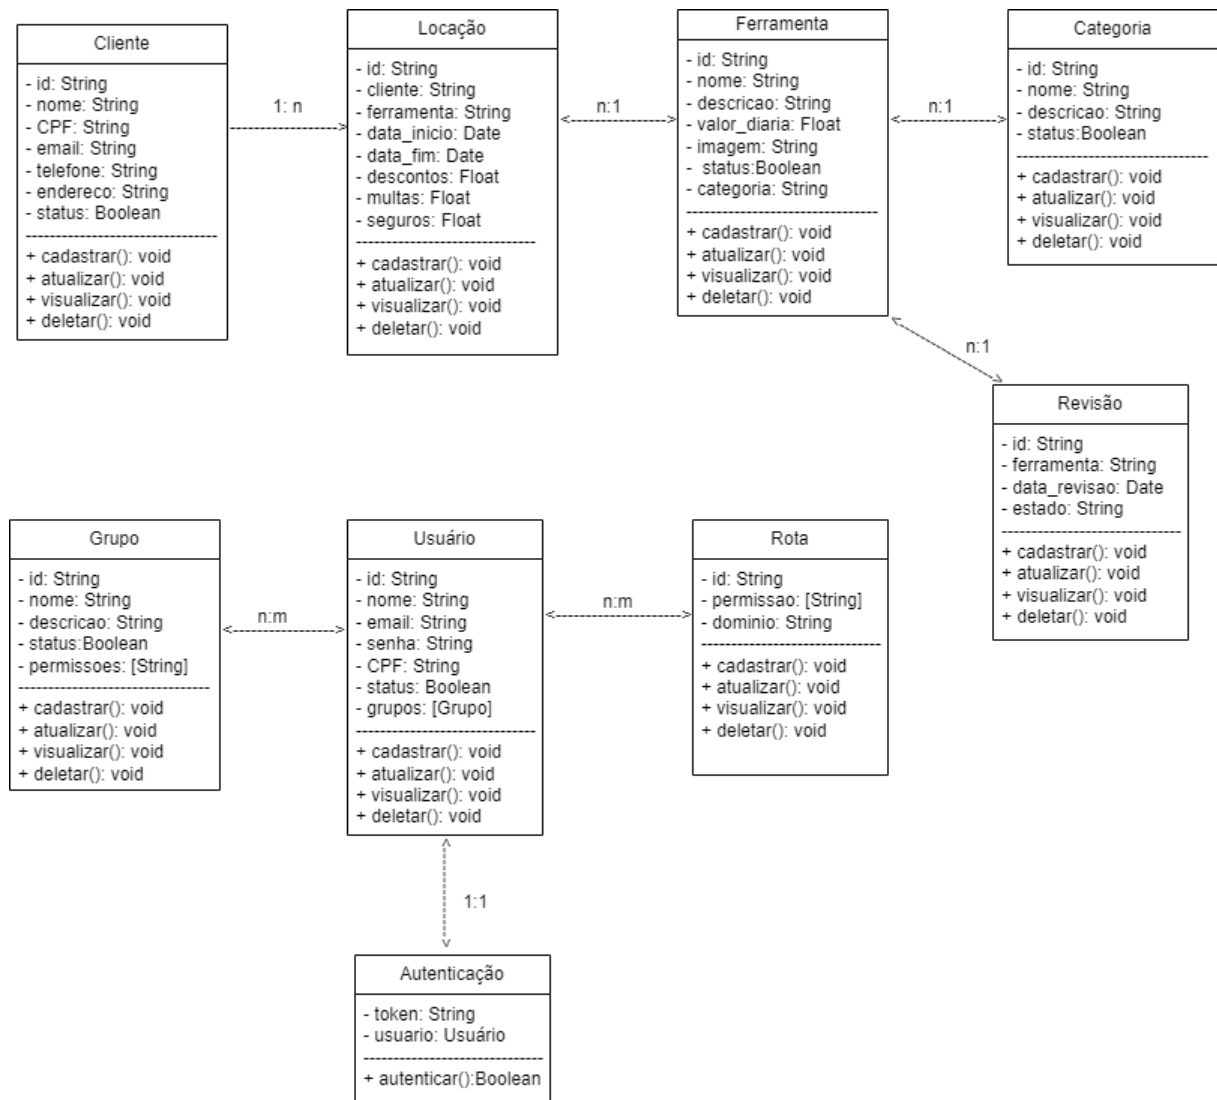 Cliente
- id: String
- nome: String
- CPF: String
- email: String
- telefone: String
- endereco: String
- status: Boolean
+ cadastrar(): void
+ atualizar(): void
+ visualizar(): void
+ deletar(): void
1: n
Locação
- id: String
- cliente: String
- ferramenta: String
- data_inicio: Date
- data_fim: Date
- descontos: Float
- multas: Float
- seguros: Float
+ cadastrar(): void
+ atualizar(): void
+ visualizar(): void
+ deletar(): void
n:1
Ferramenta
- id: String
- nome: String
- descricao: String
- valor_diaria: Float
- imagem: String
- status:Boolean
- categoria: String
+ cadastrar(): void
+ atualizar(): void
+ visualizar(): void
+ deletar(): void
n:1
Categoria
- id: String
- nome: String
- descricao: String
- status:Boolean
+ cadastrar(): void
+ atualizar(): void
+ visualizar(): void
+ deletar(): void
n:1
Revisão
- id: String
- ferramenta: String
- data_revisao: Date
- estado: String
+ cadastrar(): void
+ atualizar(): void
+ visualizar(): void
+ deletar(): void
Grupo
- id: String
- nome: String
- descricao: String
- status:Boolean
- permissoes: [String]
+ cadastrar(): void
+ atualizar(): void
+ visualizar(): void
+ deletar(): void
n:m
Usuário
- id: String
- nome: String
- email: String
- senha: String
- CPF: String
- status: Boolean
- grupos: [Grupo]
+ cadastrar(): void
+ atualizar(): void
+ visualizar(): void
+ deletar(): void
n:m
Rota
- id: String
- permissao: [String]
- dominio: String
+ cadastrar(): void
+ atualizar(): void
+ visualizar(): void
+ deletar(): void
1:1
Autenticação
- token: String
- usuario: Usuário
+ autenticar():Boolean